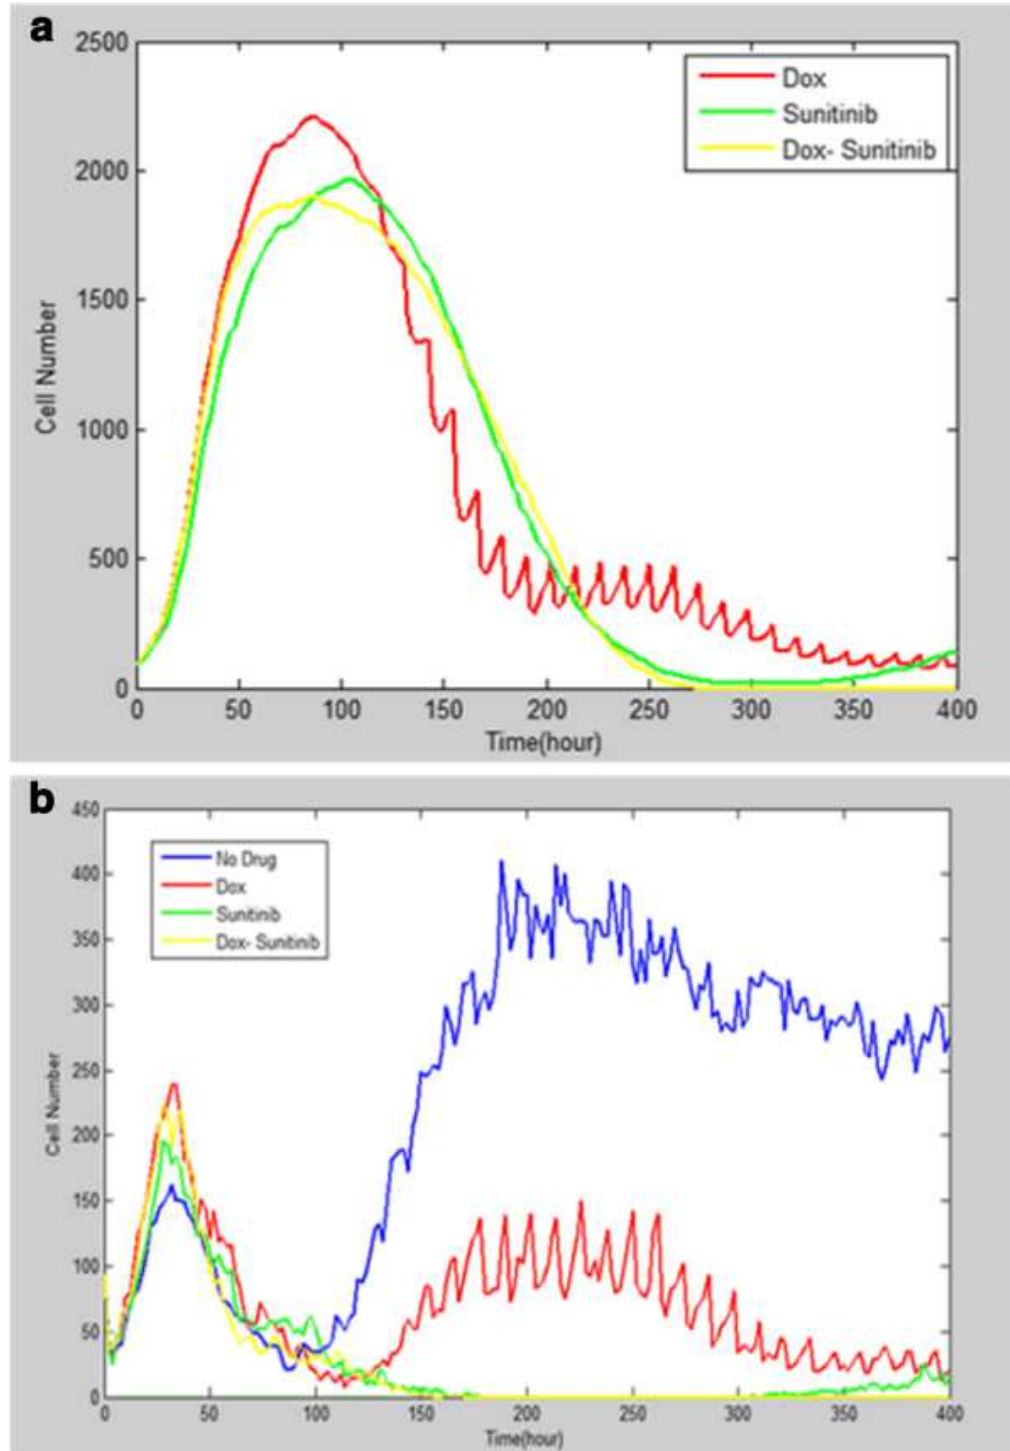 a
2500
2000
1500
1000
500
0
Cell Number
Dox
Sunitinib
Dox- Sunitinib
0 50 100 150 200 250 300 350 400
Time(hour)
b
450
400
350
300
250
200
150
100
50
0
Cell Number
No Drug
Dox
Sunitinib
Dox- Sunitinib
0 50 100 150 200 250 300 350 400
Time(hour)